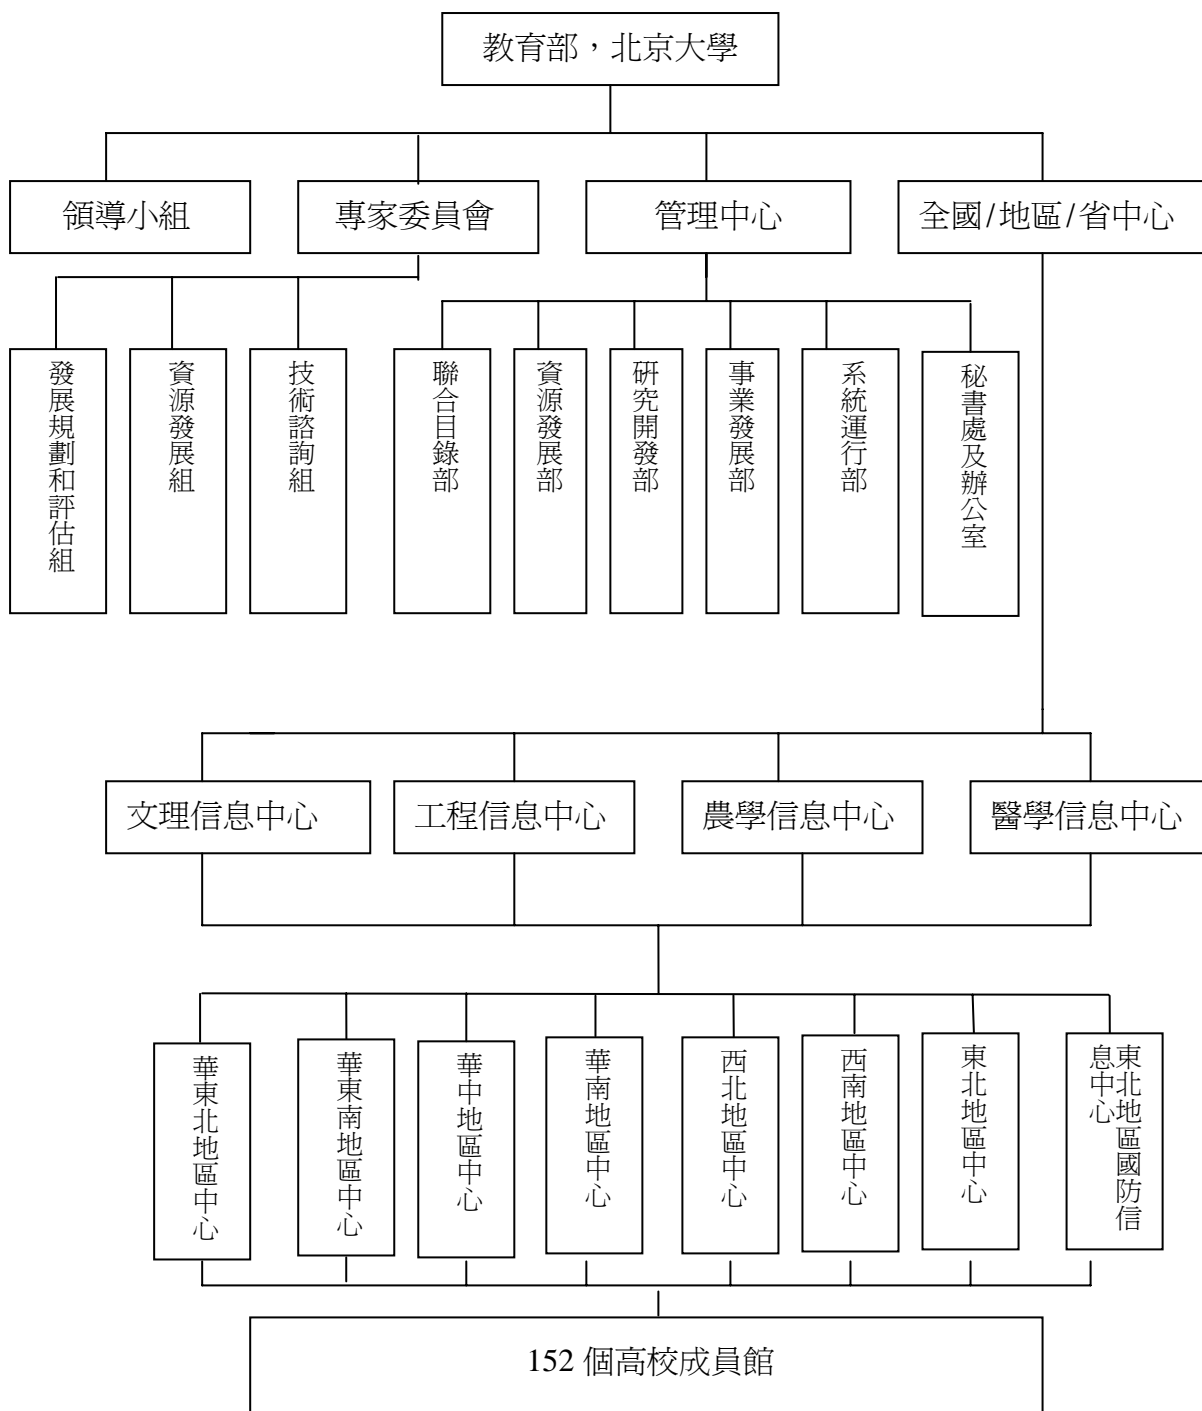 教育部，北京大學
領導小組
專家委員會
管理中心
全國/地區/省中心
發展規劃和評估組
資源發展組
技術諮詢組
聯合目錄部
資源發展部
研究開發部
事業發展部
系統運行部
秘書處及辦公室
文理信息中心
工程信息中心
農學信息中心
醫學信息中心
華東北地區中心
華東南地區中心
華中地區中心
華南地區中心
西北地區中心
西南地區中心
東北地區中心
東北地區國防信
息中心
152 個高校成員館